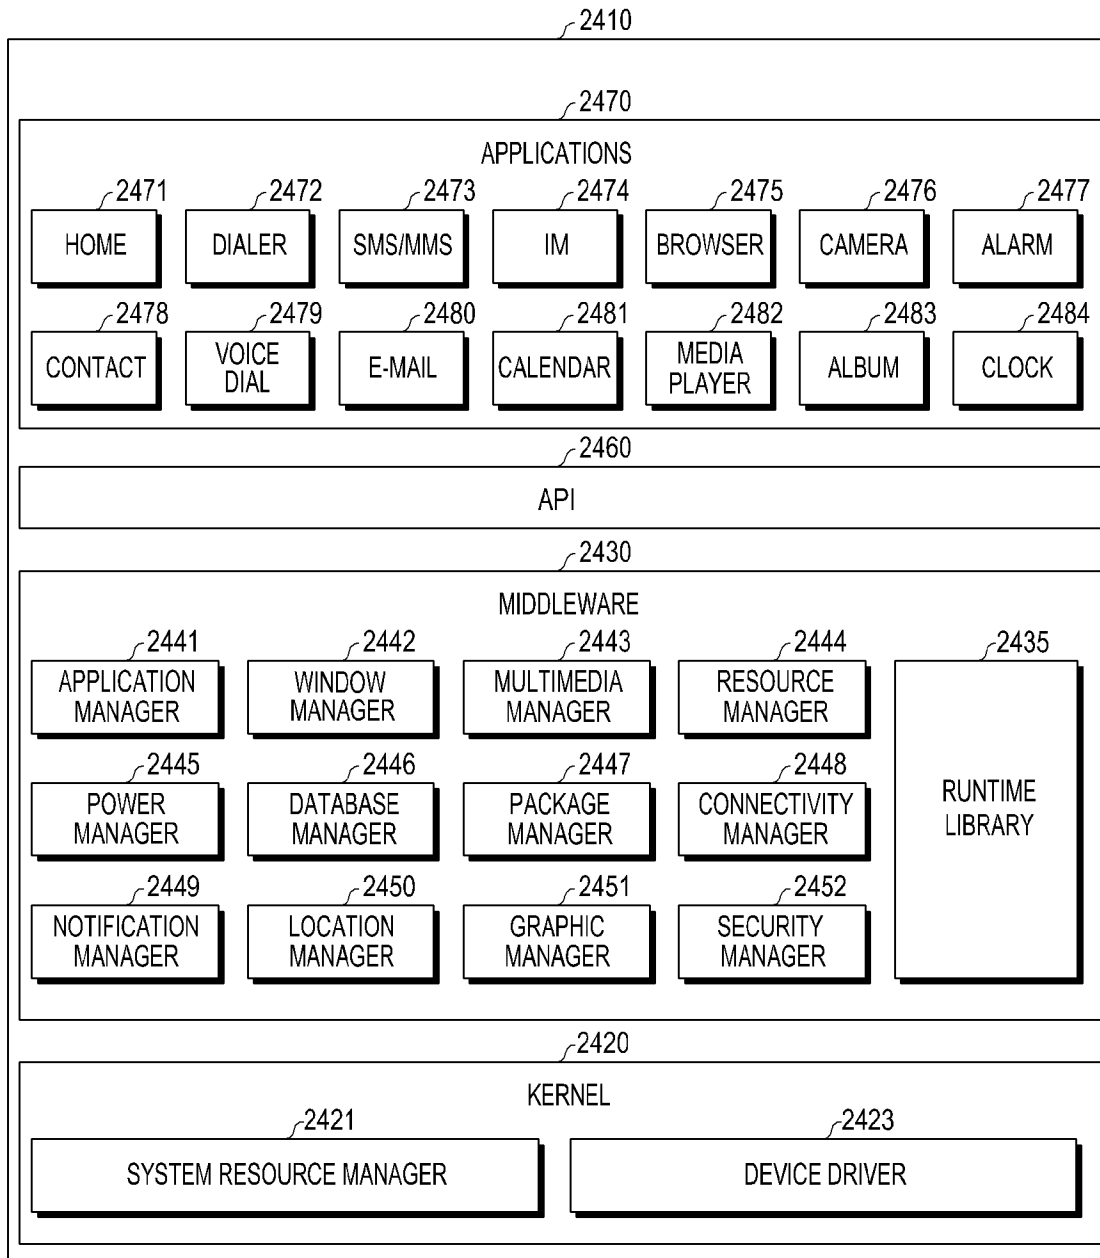 2410
2470
APPLICATIONS
2471 2472 2473 2474 2475 2476 2477
HOME DIALER SMS/MMS IM BROWSER CAMERA ALARM
2478 2479 2480 2481 2482 2483 2484
CONTACT VOICE DIAL E-MAIL CALENDAR MEDIA PLAYER ALBUM CLOCK
2460
API
2430
MIDDLEWARE
2441 2442 2443 2444 2435
APPLICATION MANAGER WINDOW MANAGER MULTIMEDIA MANAGER RESOURCE MANAGER
2445 2446 2447 2448
POWER MANAGER DATABASE MANAGER PACKAGE MANAGER CONNECTIVITY MANAGER RUNTIME LIBRARY
2449 2450 2451 2452
NOTIFICATION MANAGER LOCATION MANAGER GRAPHIC MANAGER SECURITY MANAGER
2420
KERNEL
2421 2423
SYSTEM RESOURCE MANAGER DEVICE DRIVER